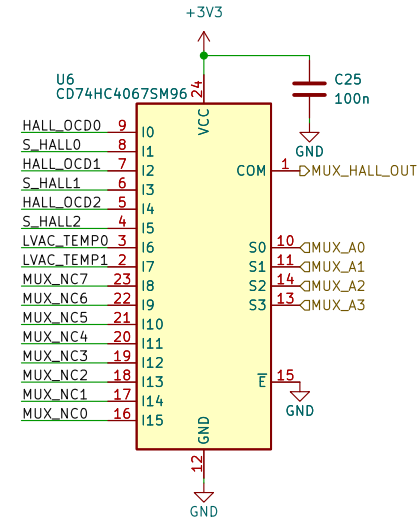 +3V3
U6
CD74HC4067SM96
24
VCC
C25
100n
GND
HALL_OCD0 9 I0
S_HALL0 8 I1
HALL_OCD1 7 I2 COM 1 MUX_HALL_OUT
S_HALL1 6 I3
HALL_OCD2 5 I4
S_HALL2 4 I5
LVAC_TEMP0 3 I6 S0 10 MUX_A0
LVAC_TEMP1 2 I7 S1 11 MUX_A1
MUX_NC7 23 I8 S2 14 MUX_A2
MUX_NC6 22 I9 S3 13 MUX_A3
MUX_NC5 21 I10
MUX_NC4 20 I11
MUX_NC3 19 I12
MUX_NC2 18 I13 E 15
MUX_NC1 17 I14
GND
MUX_NC0 16 I15
GND
12
GND